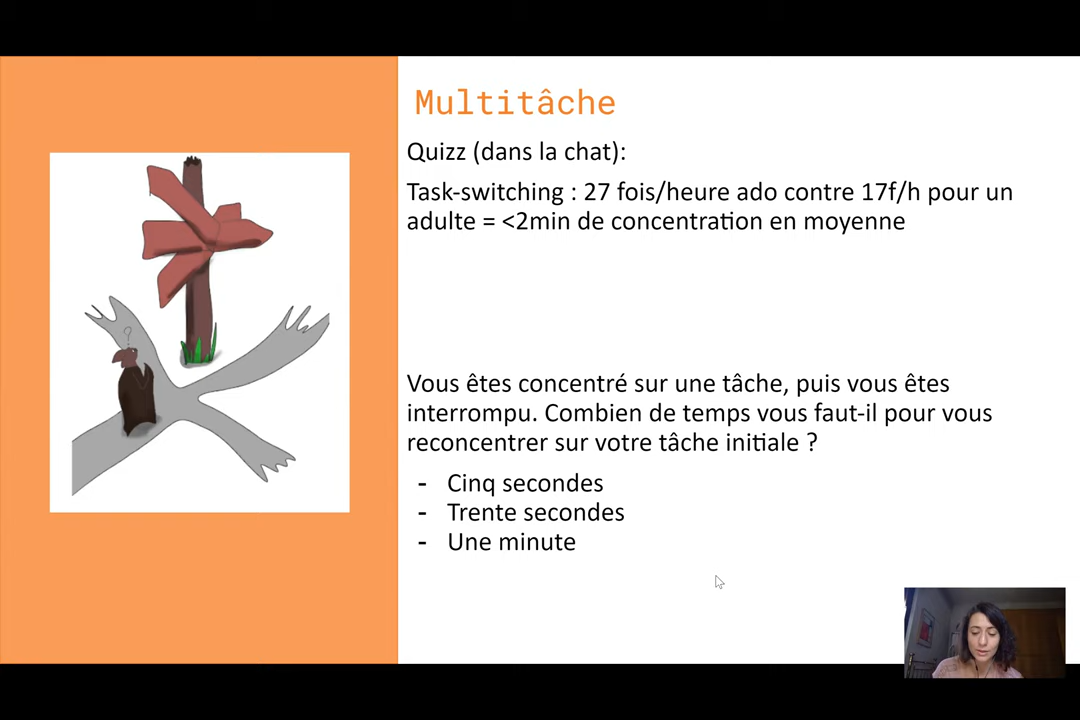 Multitâche
Quizz (dans la chat):
Task-switching : 27 fois/heure ado contre 17f/h pour un
adulte = <2min de concentration en moyenne
Vous êtes concentré sur une tâche, puis vous êtes
interrompu. Combien de temps vous faut-il pour vous
reconcentrer sur votre tâche initiale ?
- Cinq secondes
- Trente secondes
- Une minute